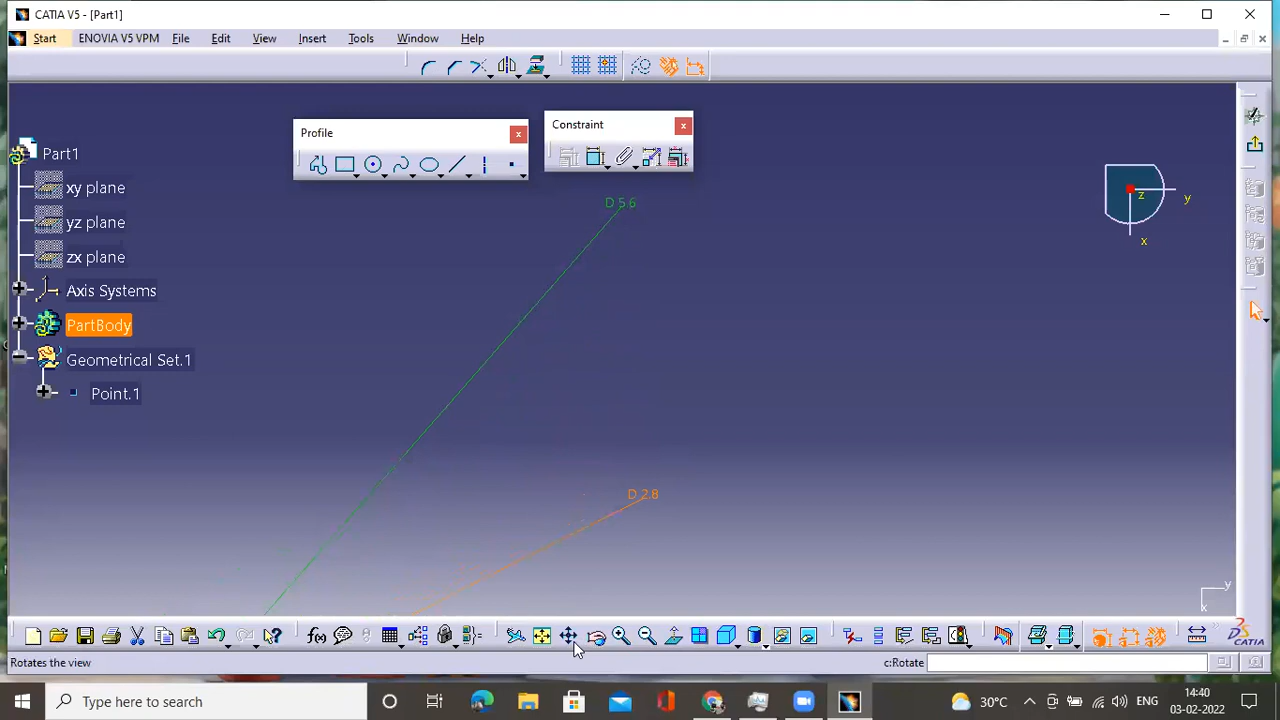 CATIA V5 - [Part1]
Start ENOVIA V5 VPM File Edit View Insert Tools Window Help
Profile
Constraint
Part1
xy plane
yz plane
zx plane
Axis Systems
PartBody
Geometrical Set.1
Point.1
D 5.6
D 2.8
z
y
x
y
x
f(x)
CATIA
Rotates the view
c:Rotate
Type here to search
30°C
ENG
14:40
03-02-2022